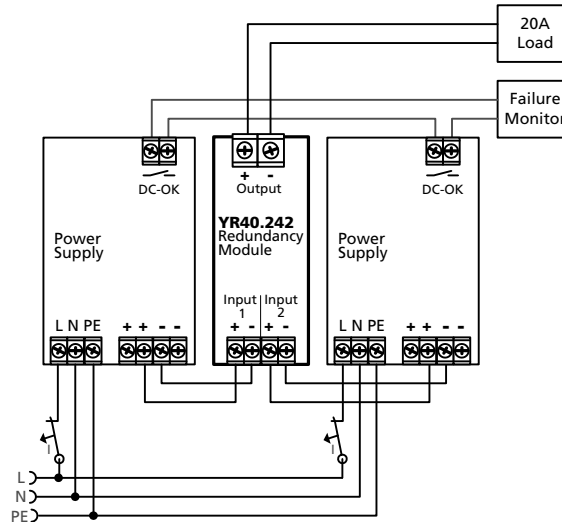 20A
Load
Failure
Monitor
DC-OK
+ -
Output
DC-OK
YR40.242
Redundancy
Module
Power
Supply
Power
Supply
Input
1
Input
2
L N PE
+ + - -
+ - + -
L N PE
+ + - -
I
I
L
N
PE